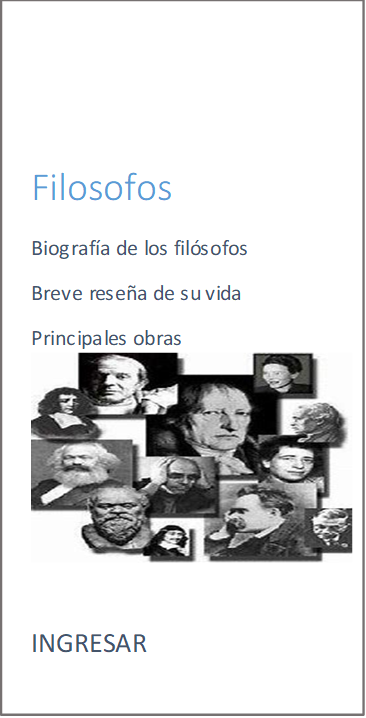 Filosofos
Biografía de los filósofos
Breve reseña de su vida
Principales obras
INGRESAR